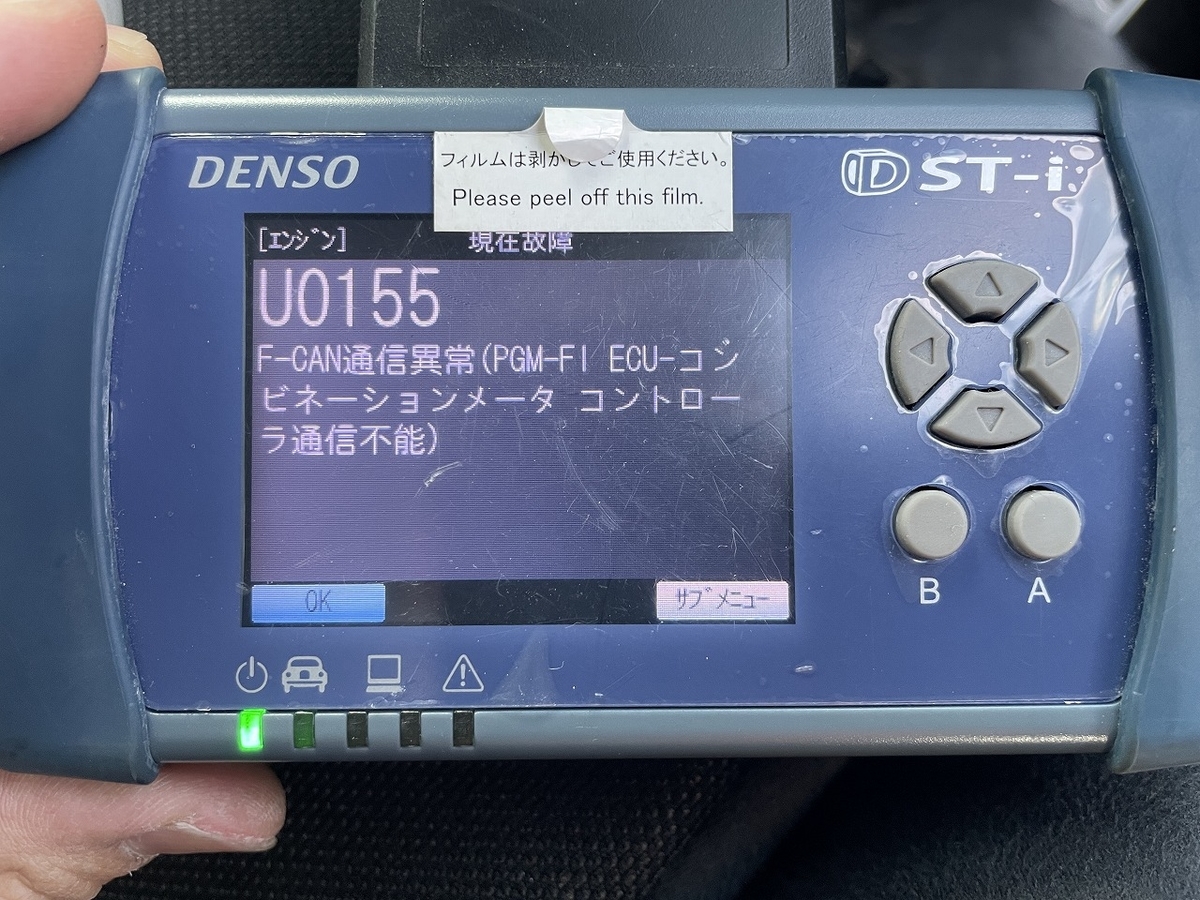 フィルムは剥がしてご使用ください。
Please peel off this film.
DENSO
DST-i
[エンジン] 現在故障
U0155
F-CAN通信異常(PGM-FI ECU-コン
ビネーションメータ コントロー
ラ通信不能)
OK サブメニュー
B A